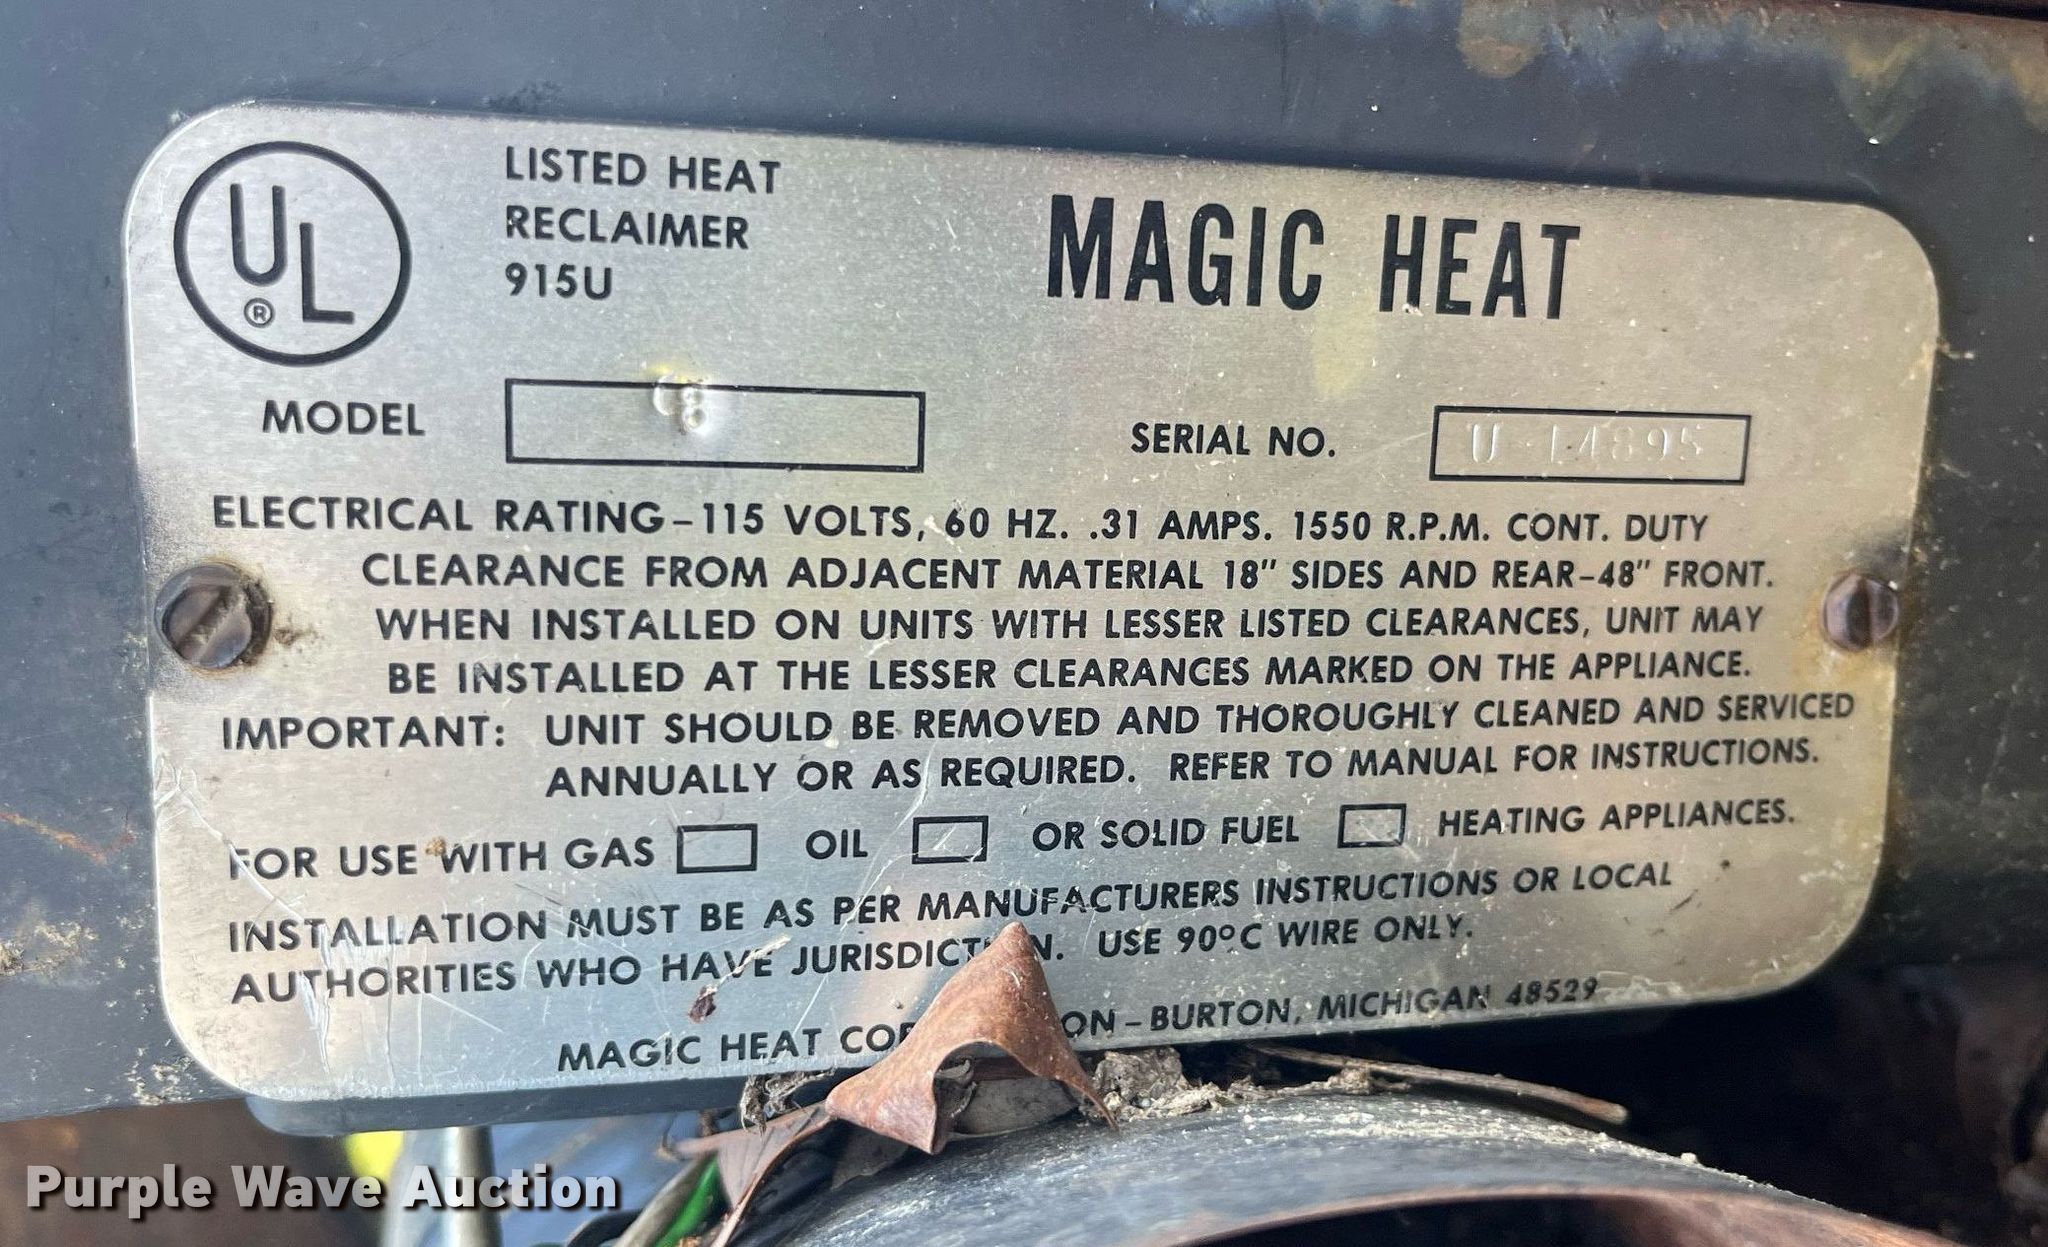 UL
®
LISTED HEAT
RECLAIMER
915U
MAGIC HEAT
MODEL 8
SERIAL NO. U-14895
ELECTRICAL RATING-115 VOLTS, 60 HZ. .31 AMPS. 1550 R.P.M. CONT. DUTY
CLEARANCE FROM ADJACENT MATERIAL 18" SIDES AND REAR-48" FRONT.
WHEN INSTALLED ON UNITS WITH LESSER LISTED CLEARANCES, UNIT MAY
BE INSTALLED AT THE LESSER CLEARANCES MARKED ON THE APPLIANCE.
IMPORTANT: UNIT SHOULD BE REMOVED AND THOROUGHLY CLEANED AND SERVICED
ANNUALLY OR AS REQUIRED. REFER TO MANUAL FOR INSTRUCTIONS.
FOR USE WITH GAS OIL OR SOLID FUEL HEATING APPLIANCES.
INSTALLATION MUST BE AS PER MANUFACTURERS INSTRUCTIONS OR LOCAL
AUTHORITIES WHO HAVE JURISDICTION. USE 90°C WIRE ONLY.
MAGIC HEAT -BURTON, MICHIGAN 48529
Purple Wave Auction